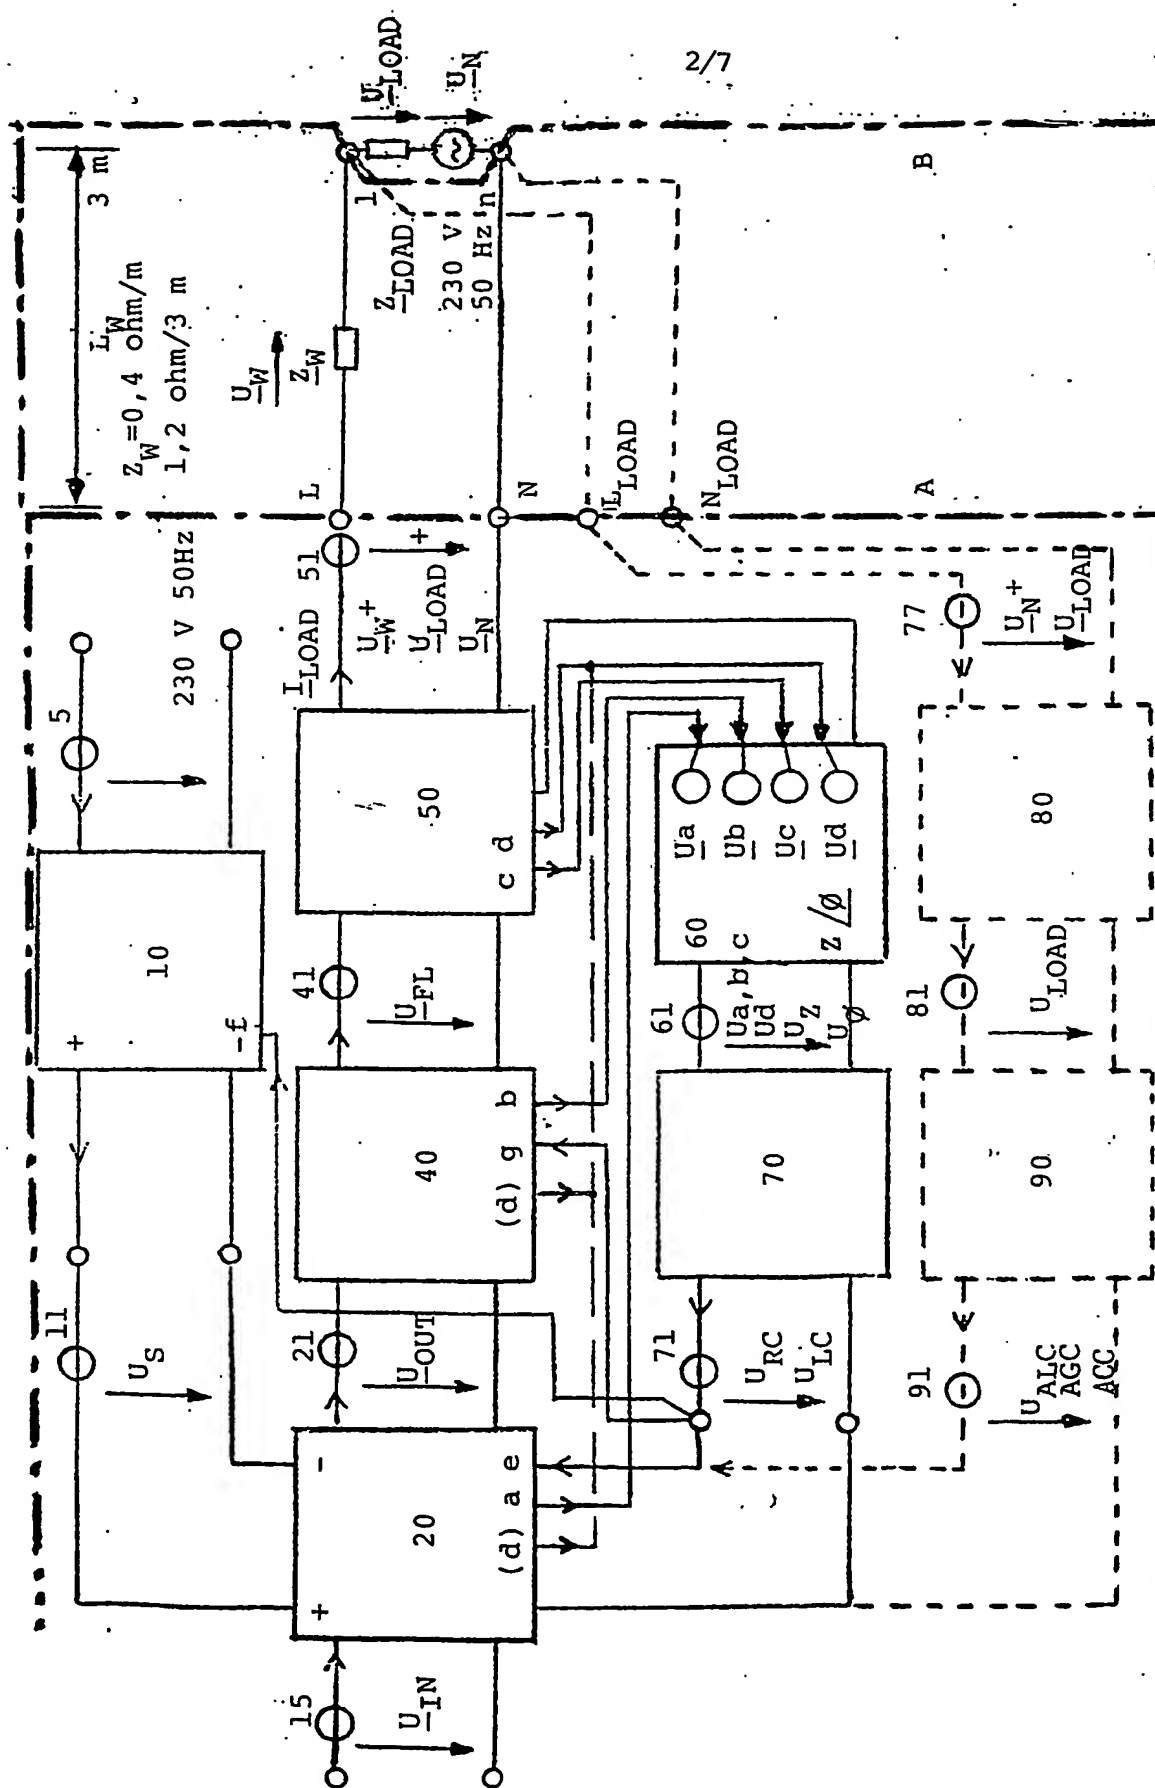 2/7
3 m
L_W
Z_W=0,4 ohm/m
1,2 ohm/3 m
5
230 V 50Hz
10
+
-f
11
U_S
15
U_IN
+
-
20
(d) a e
21
U_OUT
40
(d) g b
41
U_FL
50
c d
I_LOAD
51
U_W+
U_LOAD
+
U_N
L
N
U_W
Z_W
l
n
Z_LOAD
230 V
50 Hz
U_LOAD
U_N
L_LOAD
N_LOAD
A
B
60
Ua
Ub
Uc
Ud
c
Z/Ø
61
Ua,b,c
Ud
U_Z
U_Ø
70
71
U_RC
U_LC
77
U_N+
U_LOAD
80
81
U_LOAD
90
91
U_ALC
AGC
ACC